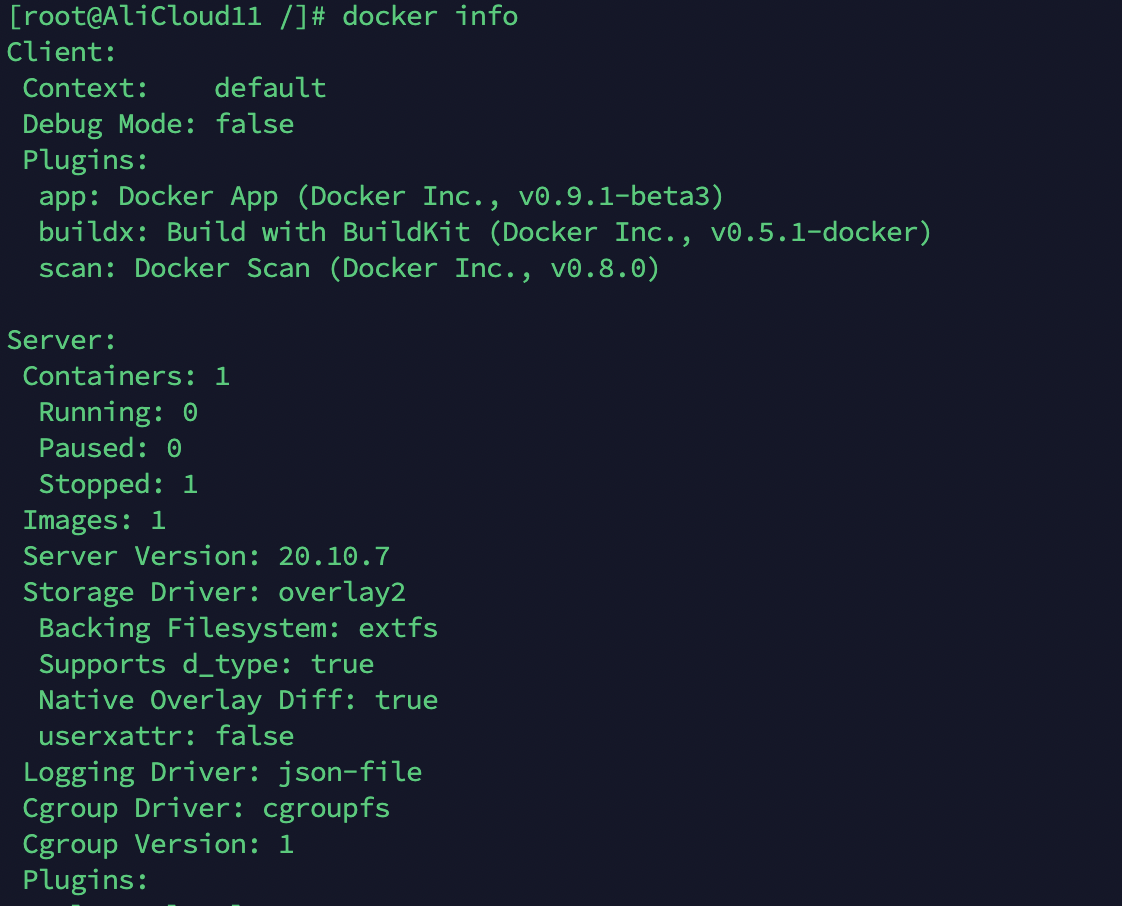 [root@AliCloud11 /]# docker info
Client:
 Context:    default
 Debug Mode: false
 Plugins:
  app: Docker App (Docker Inc., v0.9.1-beta3)
  buildx: Build with BuildKit (Docker Inc., v0.5.1-docker)
  scan: Docker Scan (Docker Inc., v0.8.0)

Server:
 Containers: 1
  Running: 0
  Paused: 0
  Stopped: 1
 Images: 1
 Server Version: 20.10.7
 Storage Driver: overlay2
  Backing Filesystem: extfs
  Supports d_type: true
  Native Overlay Diff: true
  userxattr: false
 Logging Driver: json-file
 Cgroup Driver: cgroupfs
 Cgroup Version: 1
 Plugins: